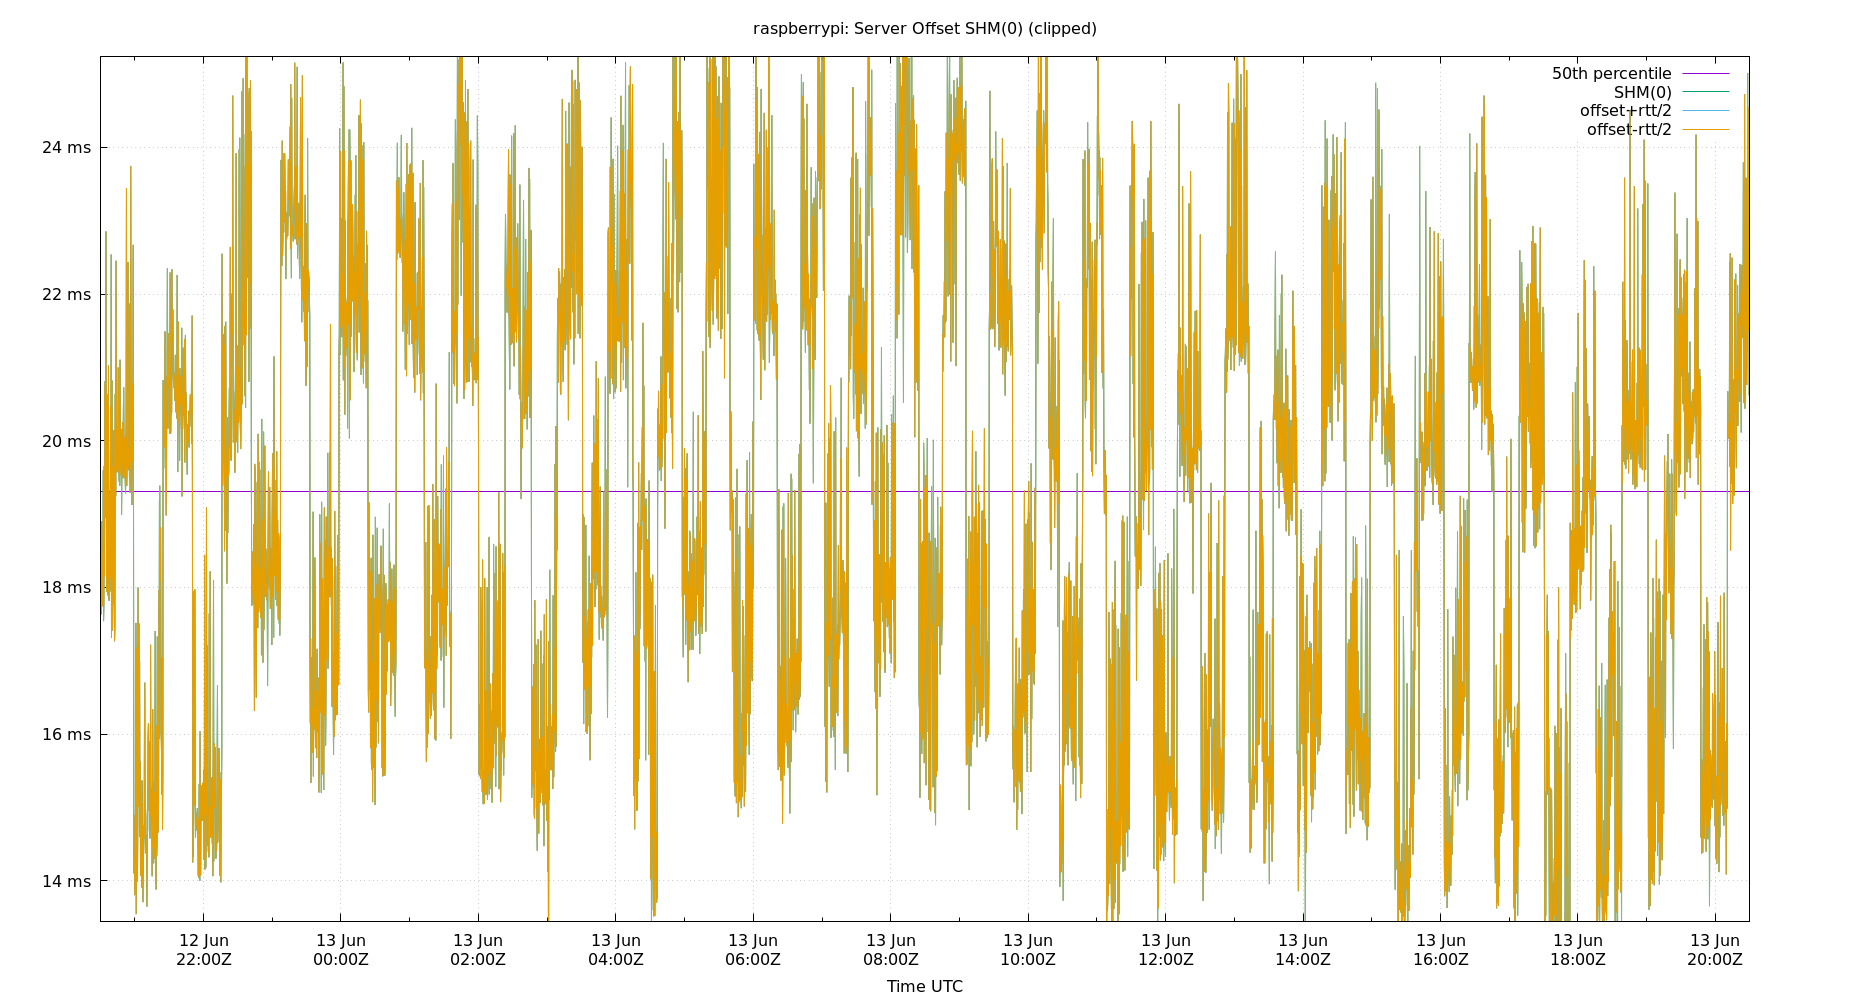 raspberrypi: Server Offset SHM(0) (clipped)
50th percentile
SHM(0)
offset+rtt/2
offset-rtt/2
24 ms
22 ms
20 ms
18 ms
16 ms
14 ms
12 Jun 13 Jun 13 Jun 13 Jun 13 Jun 13 Jun 13 Jun 13 Jun 13 Jun 13 Jun 13 Jun 13 Jun
22:00Z 00:00Z 02:00Z 04:00Z 06:00Z 08:00Z 10:00Z 12:00Z 14:00Z 16:00Z 18:00Z 20:00Z
Time UTC